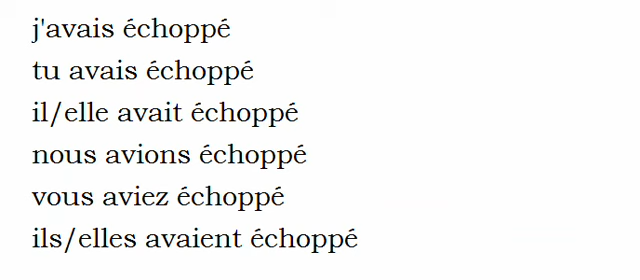 j'avais échoppé
tu avais échoppé
il/elle avait échoppé
nous avions échoppé
vous aviez échoppé
ils/elles avaient échoppé